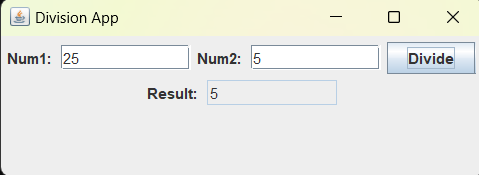 Division App
Num1: 25 Num2: 5 Divide
Result: 5